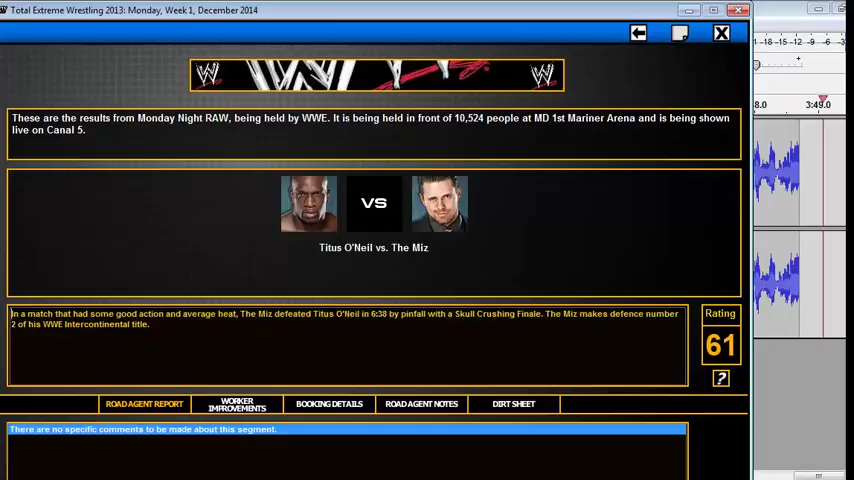 Total Extreme Wrestling 2013: Monday, Week 1, December 2014
-18 -15 -12 -9 -6 -3
8.0 3:49.0
These are the results from Monday Night RAW, being held by WWE. It is being held in front of 10,524 people at MD 1st Mariner Arena and is being shown
live on Canal 5.
VS
Titus O'Neil vs. The Miz
In a match that had some good action and average heat, The Miz defeated Titus O'Neil in 6:38 by pinfall with a Skull Crushing Finale. The Miz makes defence number
2 of his WWE Intercontinental title.
Rating
61
?
ROAD AGENT REPORT
WORKER
IMPROVEMENTS
BOOKING DETAILS
ROAD AGENT NOTES
DIRT SHEET
There are no specific comments to be made about this segment.